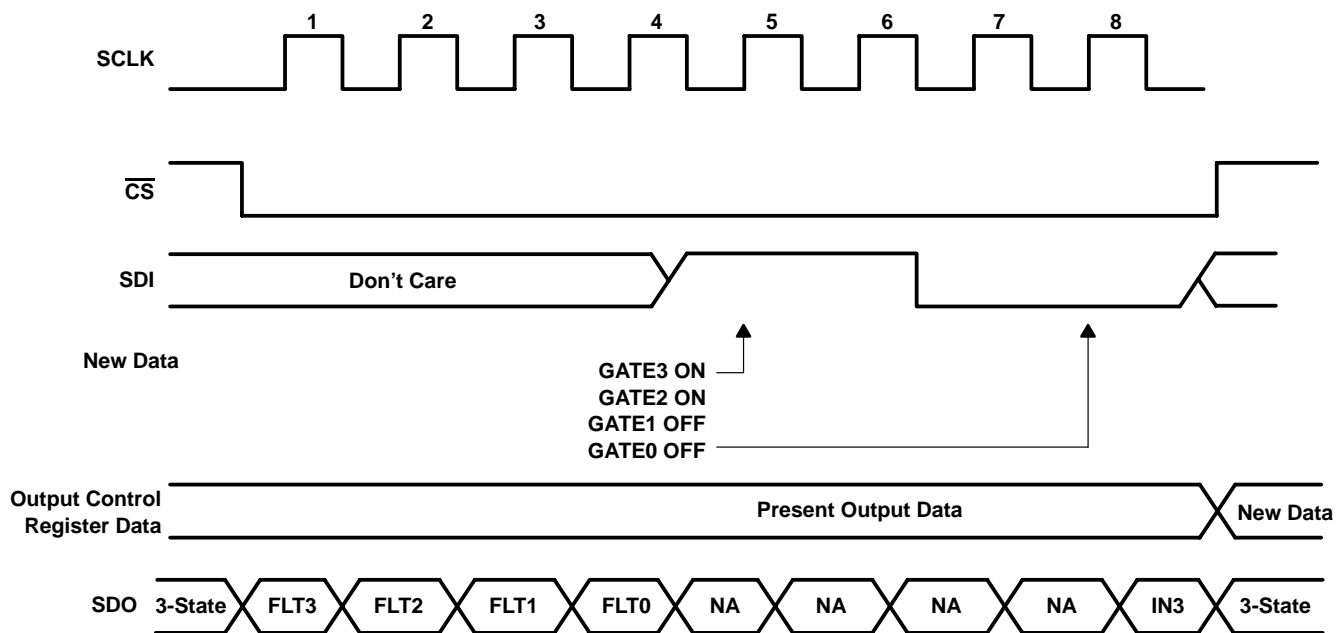 1 2 3 4 5 6 7 8
SCLK
CS
SDI
Don't Care
New Data
GATE3 ON
GATE2 ON
GATE1 OFF
GATE0 OFF
Output Control
Register Data
Present Output Data
New Data
SDO 3-State FLT3 FLT2 FLT1 FLT0 NA NA NA NA IN3 3-State